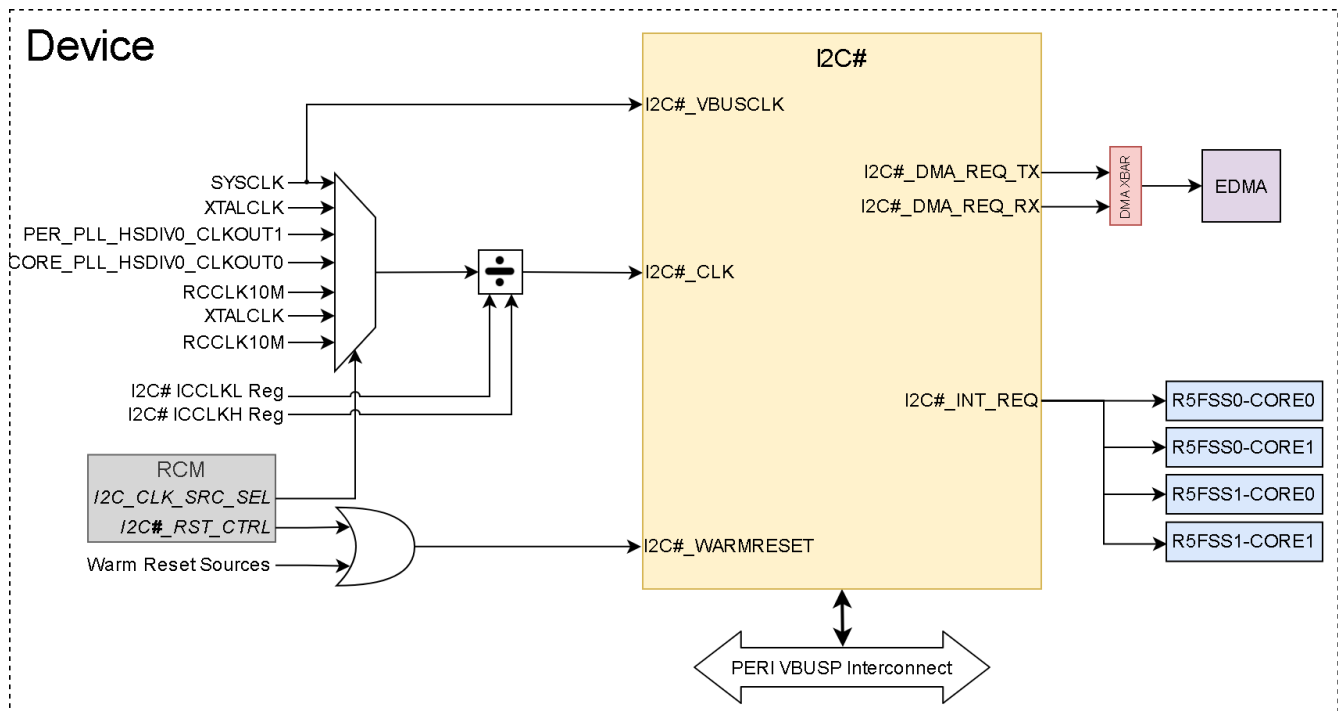 Device
I2C#
I2C#_VBUSCLK
I2C#_DMA_REQ_TX
I2C#_DMA_REQ_RX
DMA XBAR
EDMA
SYSCLK
XTALCLK
PER_PLL_HSDIV0_CLKOUT1
CORE_PLL_HSDIV0_CLKOUT0
RCCLK10M
XTALCLK
RCCLK10M
I2C#_CLK
I2C# ICCLKL Reg
I2C# ICCLKH Reg
I2C#_INT_REQ
R5FSS0-CORE0
R5FSS0-CORE1
R5FSS1-CORE0
R5FSS1-CORE1
RCM
I2C_CLK_SRC_SEL
I2C#_RST_CTRL
Warm Reset Sources
I2C#_WARMRESET
PERI VBUSP Interconnect